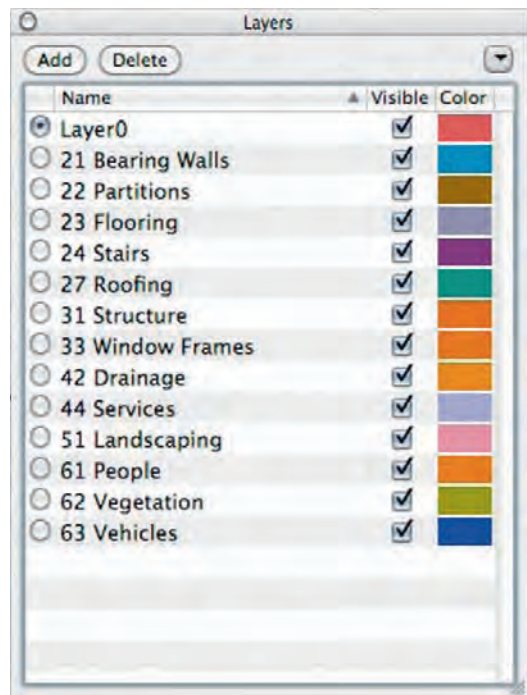 Layers
Add Delete
Name Visible Color
Layer0
21 Bearing Walls
22 Partitions
23 Flooring
24 Stairs
27 Roofing
31 Structure
33 Window Frames
42 Drainage
44 Services
51 Landscaping
61 People
62 Vegetation
63 Vehicles